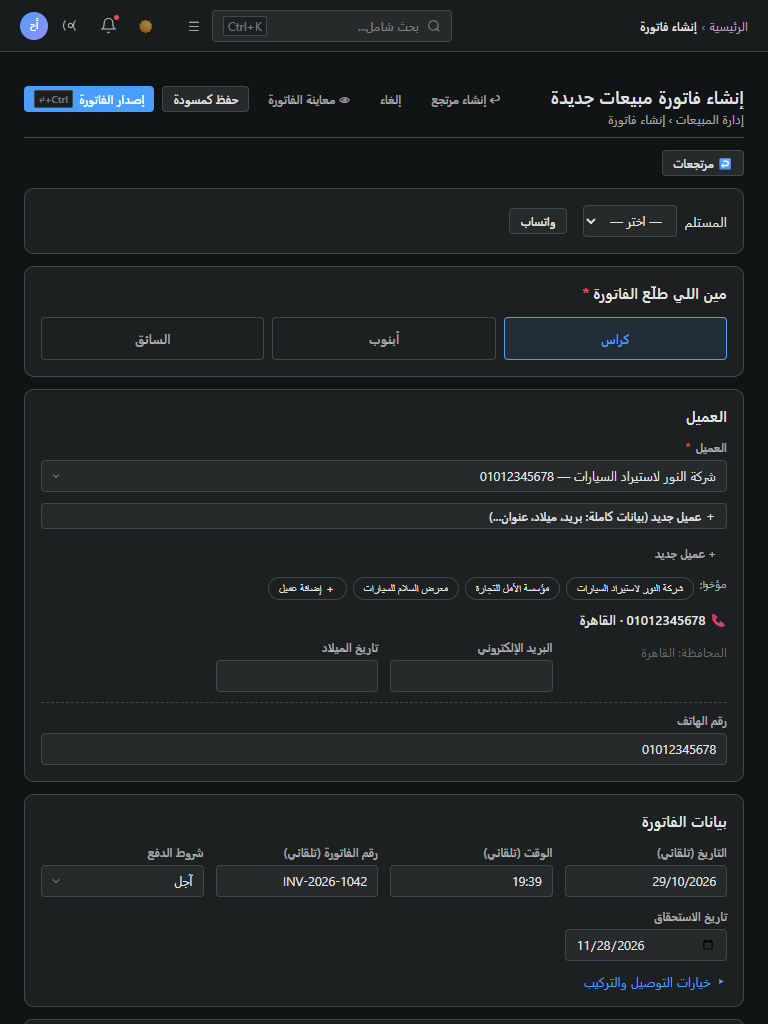 الرئيسية › إنشاء فاتورة
بحث شامل... Ctrl+K
☰
أح
إنشاء فاتورة مبيعات جديدة
إدارة المبيعات › إنشاء فاتورة
↩ إنشاء مرتجع
إلغاء
👁 معاينة الفاتورة
حفظ كمسودة
إصدار الفاتورة Ctrl+↵
↩ مرتجعات
المستلم
— اختر —
واتساب
مين اللي طلّع الفاتورة *
كراس
أبنوب
السائق
العميل
العميل *
شركة النور لاستيراد السيارات — 01012345678
+ عميل جديد (بيانات كاملة: بريد، ميلاد، عنوان...)
+ عميل جديد
مؤخرًا:
شركة النور لاستيراد السيارات
مؤسسة الأمل للتجارة
معرض السلام للسيارات
+ إضافة عميل
📞 01012345678 · القاهرة
المحافظة: القاهرة
البريد الإلكتروني
تاريخ الميلاد
رقم الهاتف
01012345678
بيانات الفاتورة
التاريخ (تلقائي)
29/10/2026
الوقت (تلقائي)
19:39
رقم الفاتورة (تلقائي)
INV-2026-1042
شروط الدفع
آجل
تاريخ الاستحقاق
11/28/2026
‣ خيارات التوصيل والتركيب